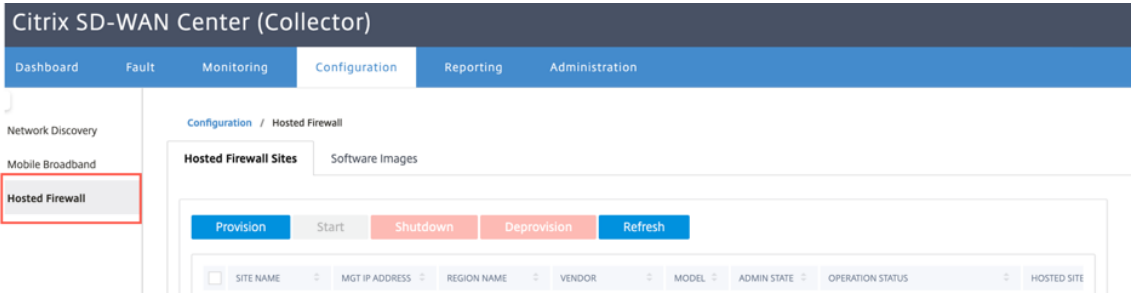 Citrix SD-WAN Center (Collector)
Dashboard Fault Monitoring Configuration Reporting Administration
Network Discovery
Mobile Broadband
Hosted Firewall
Configuration / Hosted Firewall
Hosted Firewall Sites Software Images
Provision Start Shutdown Deprovision Refresh
SITE NAME MGT IP ADDRESS REGION NAME VENDOR MODEL ADMIN STATE OPERATION STATUS HOSTED SITE